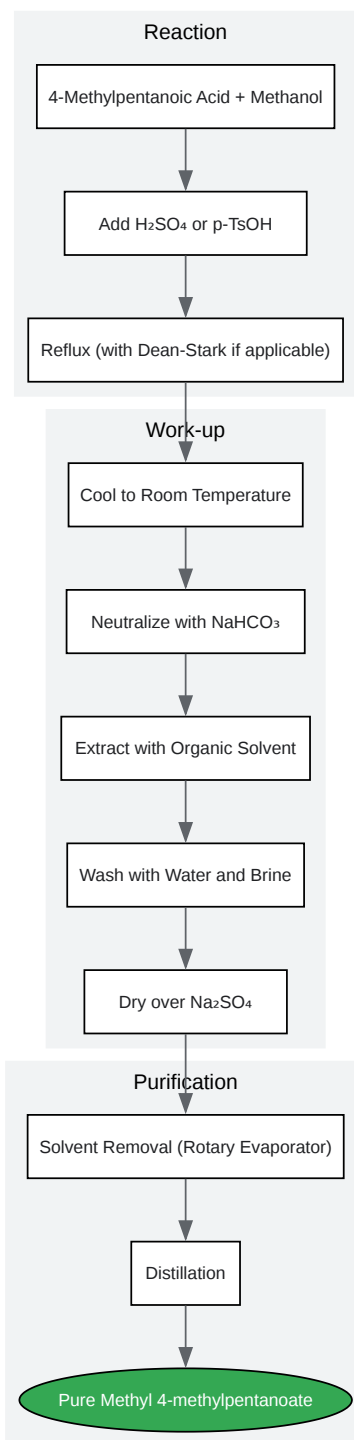 Reaction
4-Methylpentanoic Acid + Methanol
Add H₂SO₄ or p-TsOH
Reflux (with Dean-Stark if applicable)
Work-up
Cool to Room Temperature
Neutralize with NaHCO₃
Extract with Organic Solvent
Wash with Water and Brine
Dry over Na₂SO₄
Purification
Solvent Removal (Rotary Evaporator)
Distillation
Pure Methyl 4-methylpentanoate